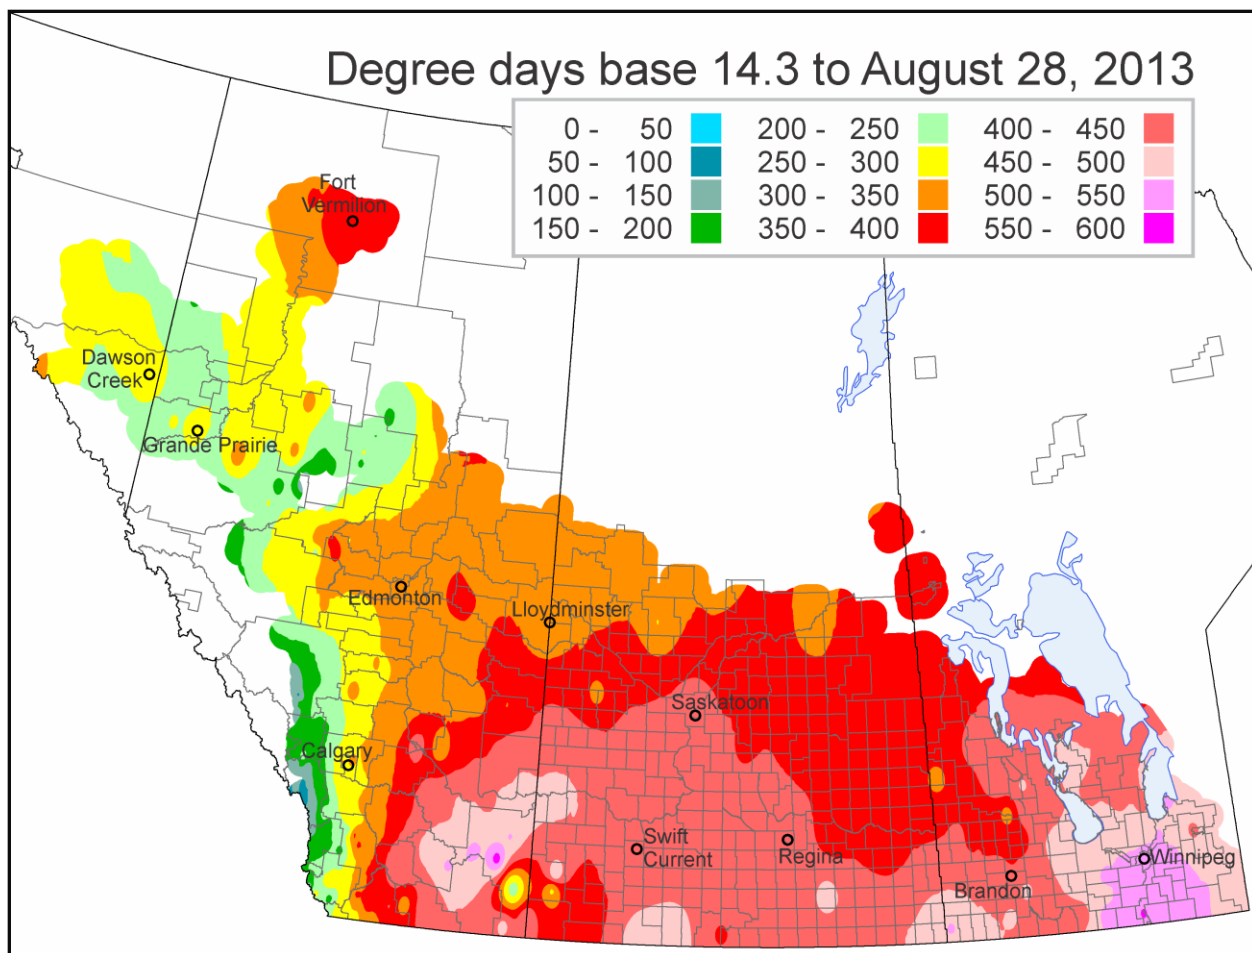 Degree days base 14.3 to August 28, 2013
0 - 50 200 - 250 400 - 450
50 - 100 250 - 300 450 - 500
100 - 150 300 - 350 500 - 550
150 - 200 350 - 400 550 - 600
Fort
Vermilion
Dawson
Creek
Grande Prairie
Edmonton
Lloydminster
Saskatoon
Calgary
Swift
Current
Regina
Winnipeg
Brandon